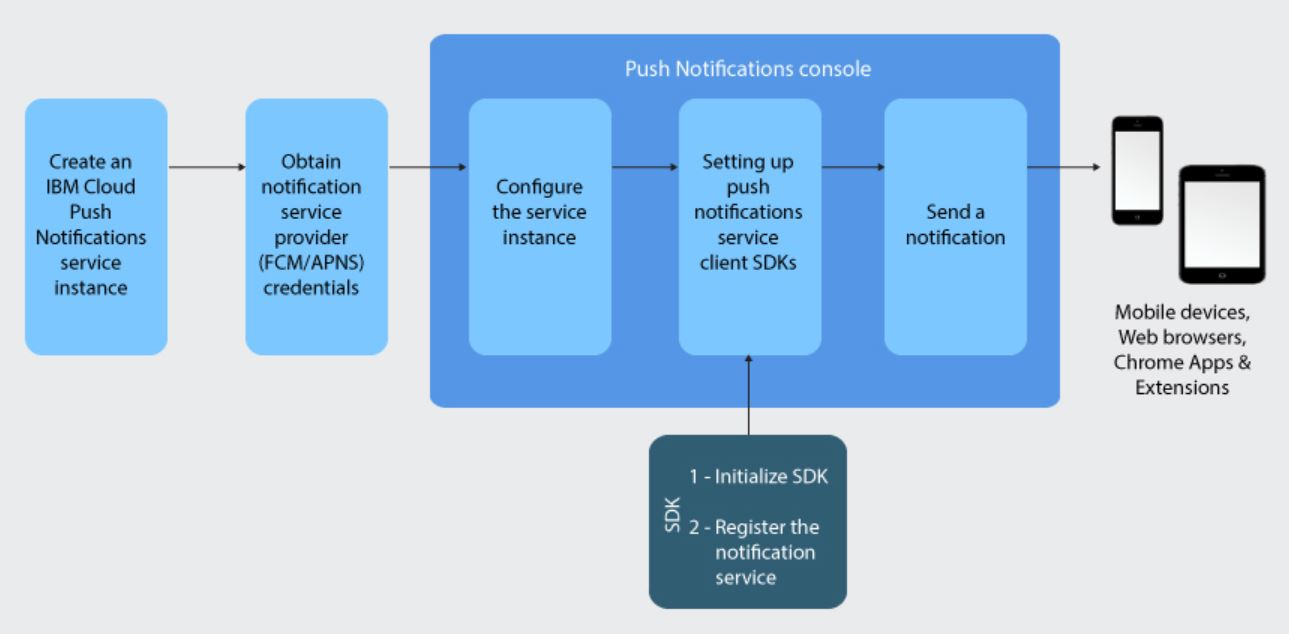 Push Notifications console
Create an
IBM Cloud
Push
Notifications
service
instance
Obtain
notification
service
provider
(FCM/APNS)
credentials
Configure
the service
instance
Setting up
push
notifications
service
client SDKs
Send a
notification
Mobile devices,
Web browsers,
Chrome Apps &
Extensions
SDK
1 - Initialize SDK
2 - Register the
notification
service